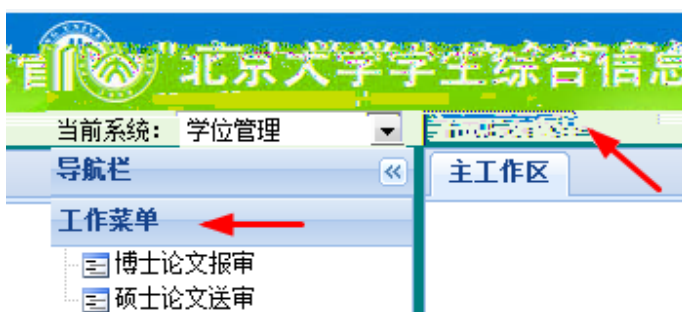 北京大学学生综合信息
当前系统： 学位管理
导航栏
主工作区
工作菜单
博士论文报审
硕士论文送审